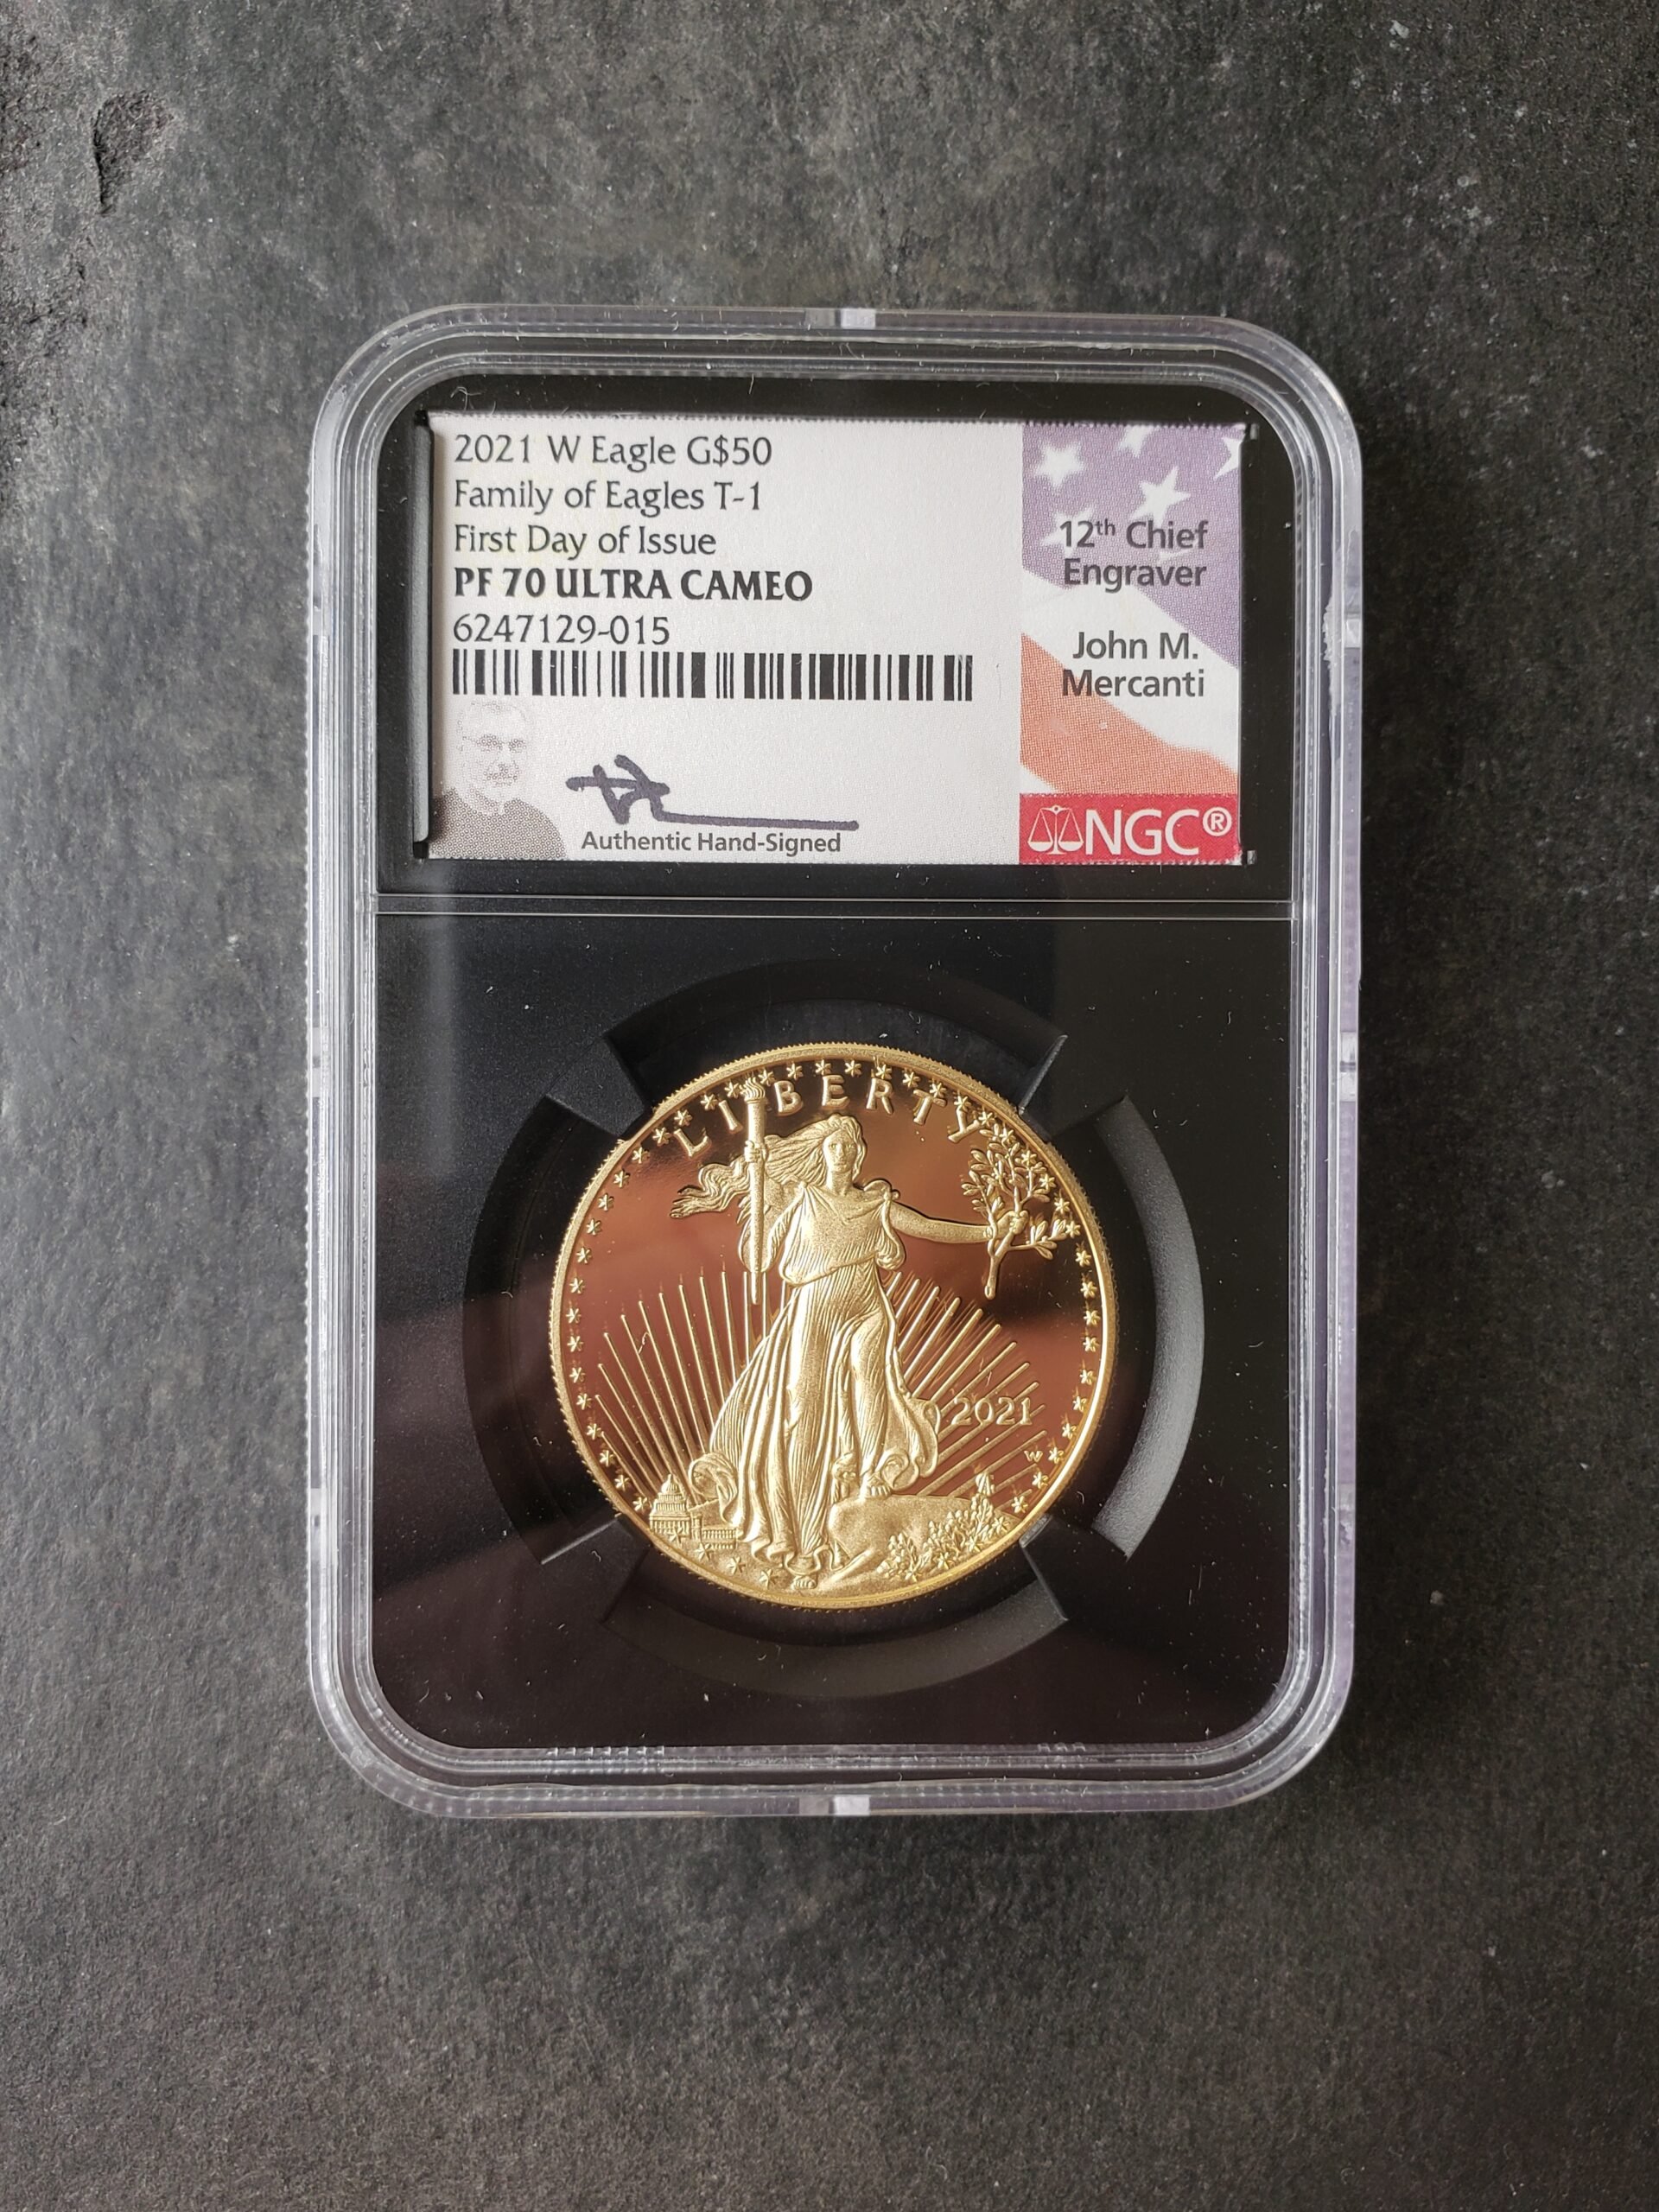 2021 W Eagle G$50
Family of Eagles T-1
First Day of Issue
PF 70 ULTRA CAMEO
6247129-015
Authentic Hand-Signed
12th Chief
Engraver
John M.
Mercanti
NGC®
LIBERTY
2021
W